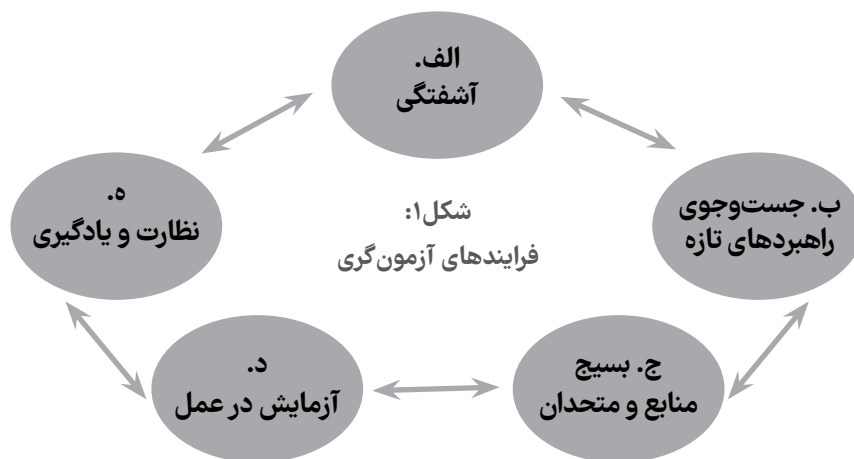 الف.
آشفتگی
ب. جست‌وجوی
راهبردهای تازه
ج. بسیج
منابع و متحدان
د.
آزمایش در عمل
ه.
نظارت و یادگیری
شکل۱:
فرایندهای آزمون‌گری